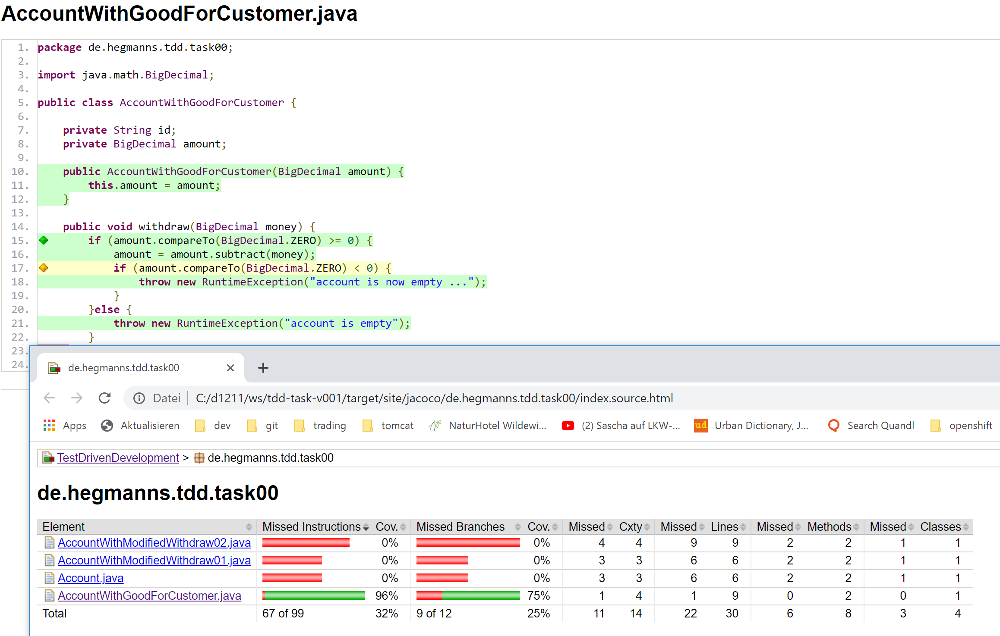 AccountWithGoodForCustomer.java
1. package de.hegmanns.tdd.task00;
2.
3. import java.math.BigDecimal;
4.
5. public class AccountWithGoodForCustomer {
6.
7.     private String id;
8.     private BigDecimal amount;
9.
10.     public AccountWithGoodForCustomer(BigDecimal amount) {
11.         this.amount = amount;
12.     }
13.
14.     public void withdraw(BigDecimal money) {
15.         if (amount.compareTo(BigDecimal.ZERO) >= 0) {
16.             amount = amount.subtract(money);
17.             if (amount.compareTo(BigDecimal.ZERO) < 0) {
18.                 throw new RuntimeException("account is now empty ...");
19.             }
20.         }else {
21.             throw new RuntimeException("account is empty");
22.         }
23.
24.
de.hegmanns.tdd.task00
Datei C:/d1211/ws/tdd-task-v001/target/site/jacoco/de.hegmanns.tdd.task00/index.source.html
Apps Aktualisieren dev git trading tomcat NaturHotel Wildewi... (2) Sascha auf LKW-... ud Urban Dictionary, J... Search Quandl openshift
TestDrivenDevelopment > de.hegmanns.tdd.task00
de.hegmanns.tdd.task00
Element Missed Instructions Cov. Missed Branches Cov. Missed Cxty Missed Lines Missed Methods Missed Classes
AccountWithModifiedWithdraw02.java 0% 0% 4 4 9 9 2 2 1 1
AccountWithModifiedWithdraw01.java 0% 0% 3 3 6 6 2 2 1 1
Account.java 0% 0% 3 3 6 6 2 2 1 1
AccountWithGoodForCustomer.java 96% 75% 1 4 1 9 0 2 0 1
Total 67 of 99 32% 9 of 12 25% 11 14 22 30 6 8 3 4